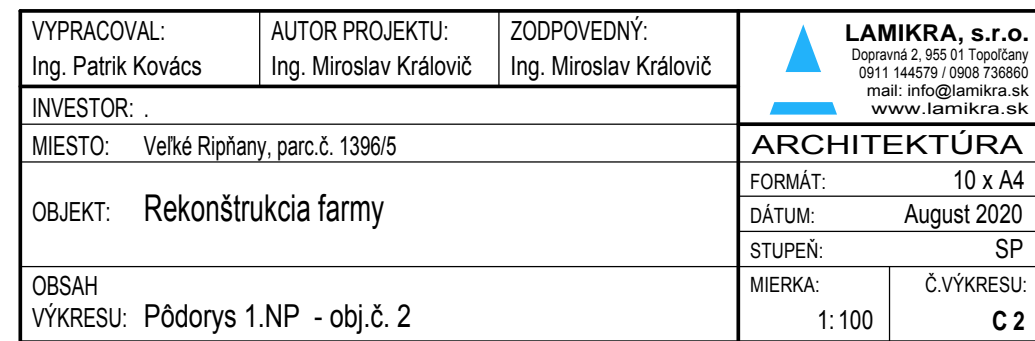 VYPRACOVAL: AUTOR PROJEKTU: ZODPOVEDNÝ:
Ing. Patrik Kovács Ing. Miroslav Královič Ing. Miroslav Královič
INVESTOR: .
MIESTO: Veľké Ripňany, parc.č. 1396/5
OBJEKT: Rekonštrukcia farmy
OBSAH
VÝKRESU: Pôdorys 1.NP - obj.č. 2
LAMIKRA, s.r.o.
Dopravná 2, 955 01 Topoľčany
0911 144579 / 0908 736860
mail: info@lamikra.sk
www.lamikra.sk
ARCHITEKTÚRA
FORMÁT: 10 x A4
DÁTUM: August 2020
STUPEŇ: SP
MIERKA: Č.VÝKRESU:
1:100 C 2